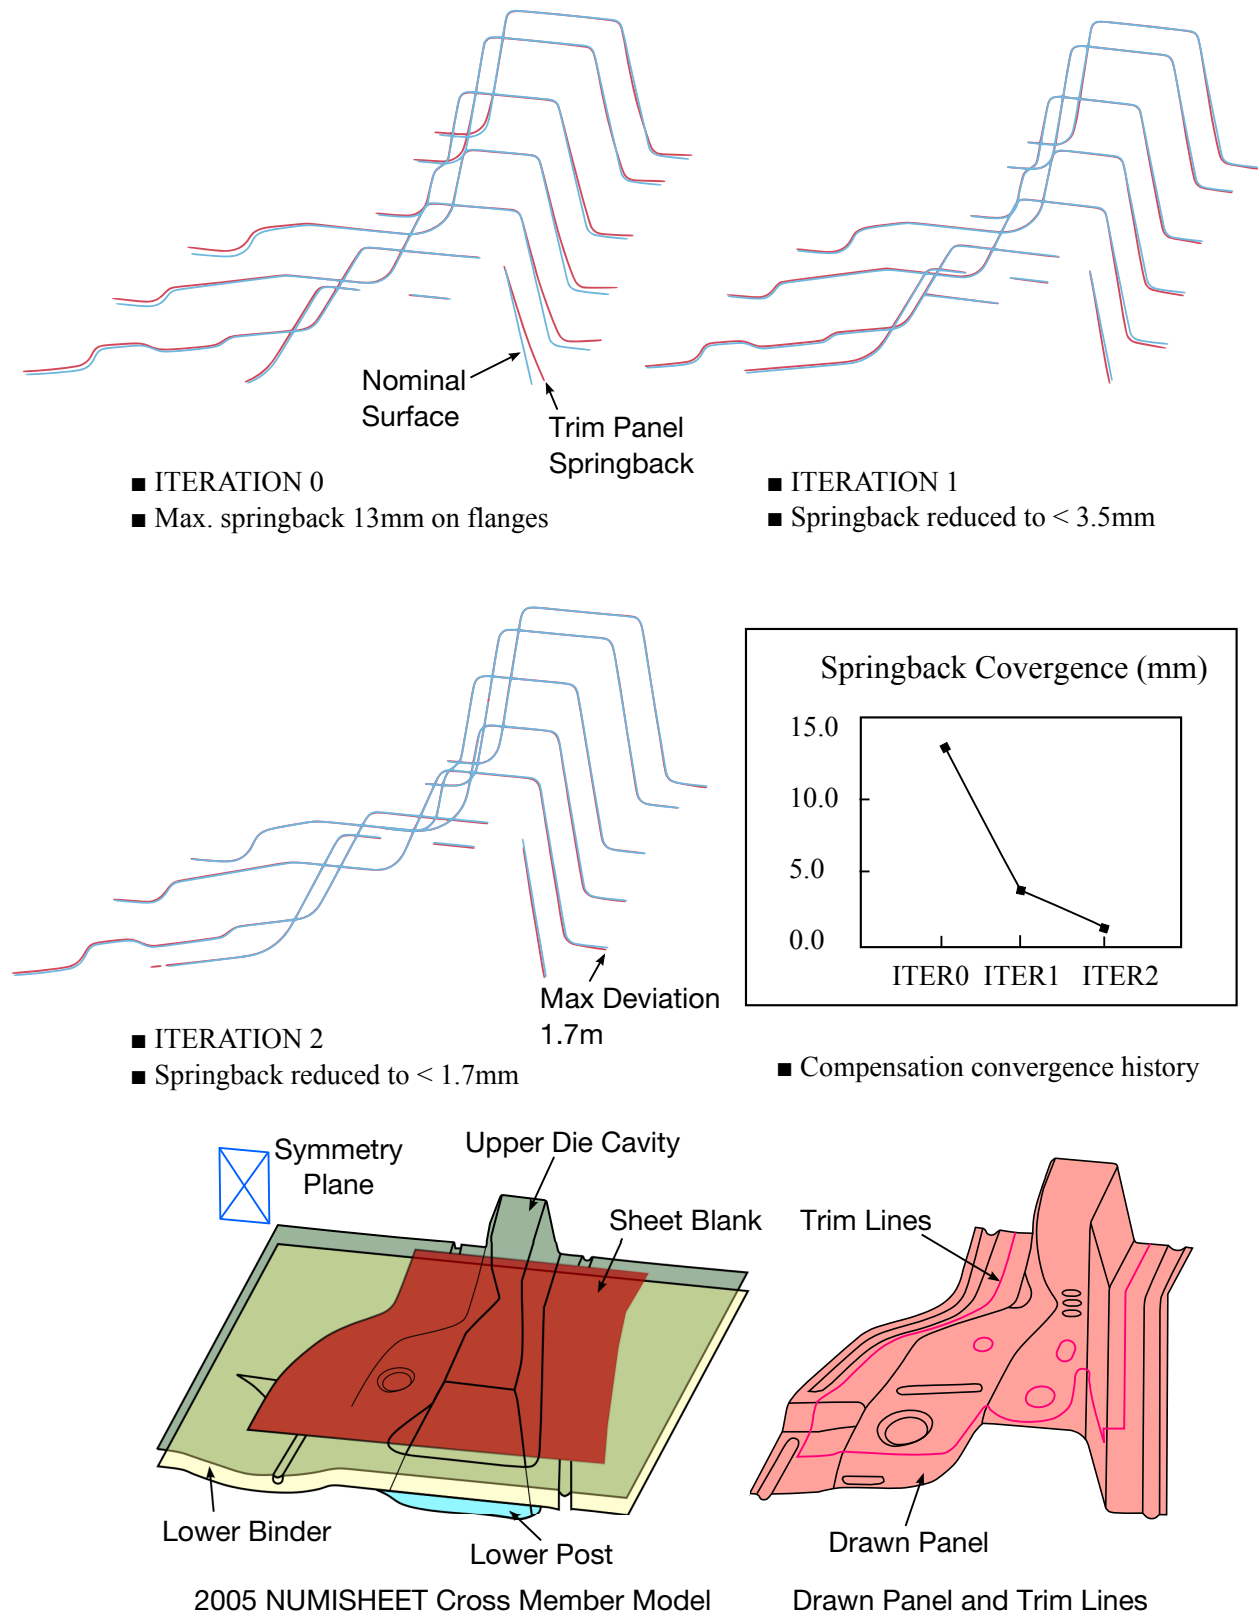 Nominal
Surface
Trim Panel
Springback
■ ITERATION 0
■ Max. springback 13mm on flanges
■ ITERATION 1
■ Springback reduced to < 3.5mm
Max Deviation
1.7m
■ ITERATION 2
■ Springback reduced to < 1.7mm
Springback Covergence (mm)
15.0
10.0
5.0
0.0
ITER0 ITER1 ITER2
■ Compensation convergence history
Symmetry
Plane
Upper Die Cavity
Sheet Blank
Lower Binder
Lower Post
2005 NUMISHEET Cross Member Model
Trim Lines
Drawn Panel
Drawn Panel and Trim Lines